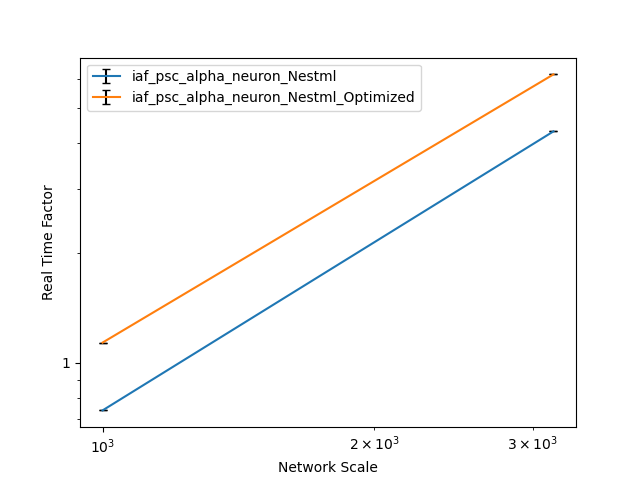 iaf_psc_alpha_neuron_Nestml
iaf_psc_alpha_neuron_Nestml_Optimized
Real Time Factor
1
10³
2 × 10³
3 × 10³
Network Scale